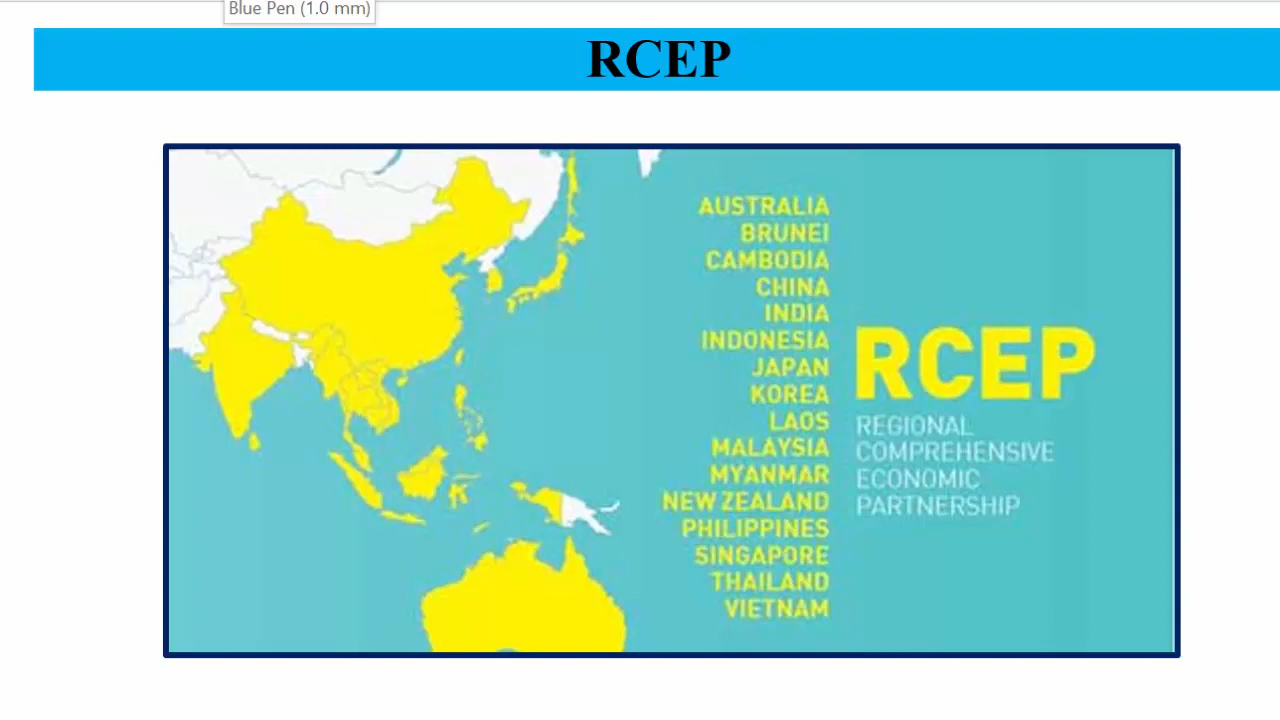 Blue Pen (1.0 mm)
RCEP
AUSTRALIA
BRUNEI
CAMBODIA
CHINA
INDIA
INDONESIA
JAPAN
KOREA
LAOS
MALAYSIA
MYANMAR
NEW ZEALAND
PHILIPPINES
SINGAPORE
THAILAND
VIETNAM
RCEP
REGIONAL
COMPREHENSIVE
ECONOMIC
PARTNERSHIP